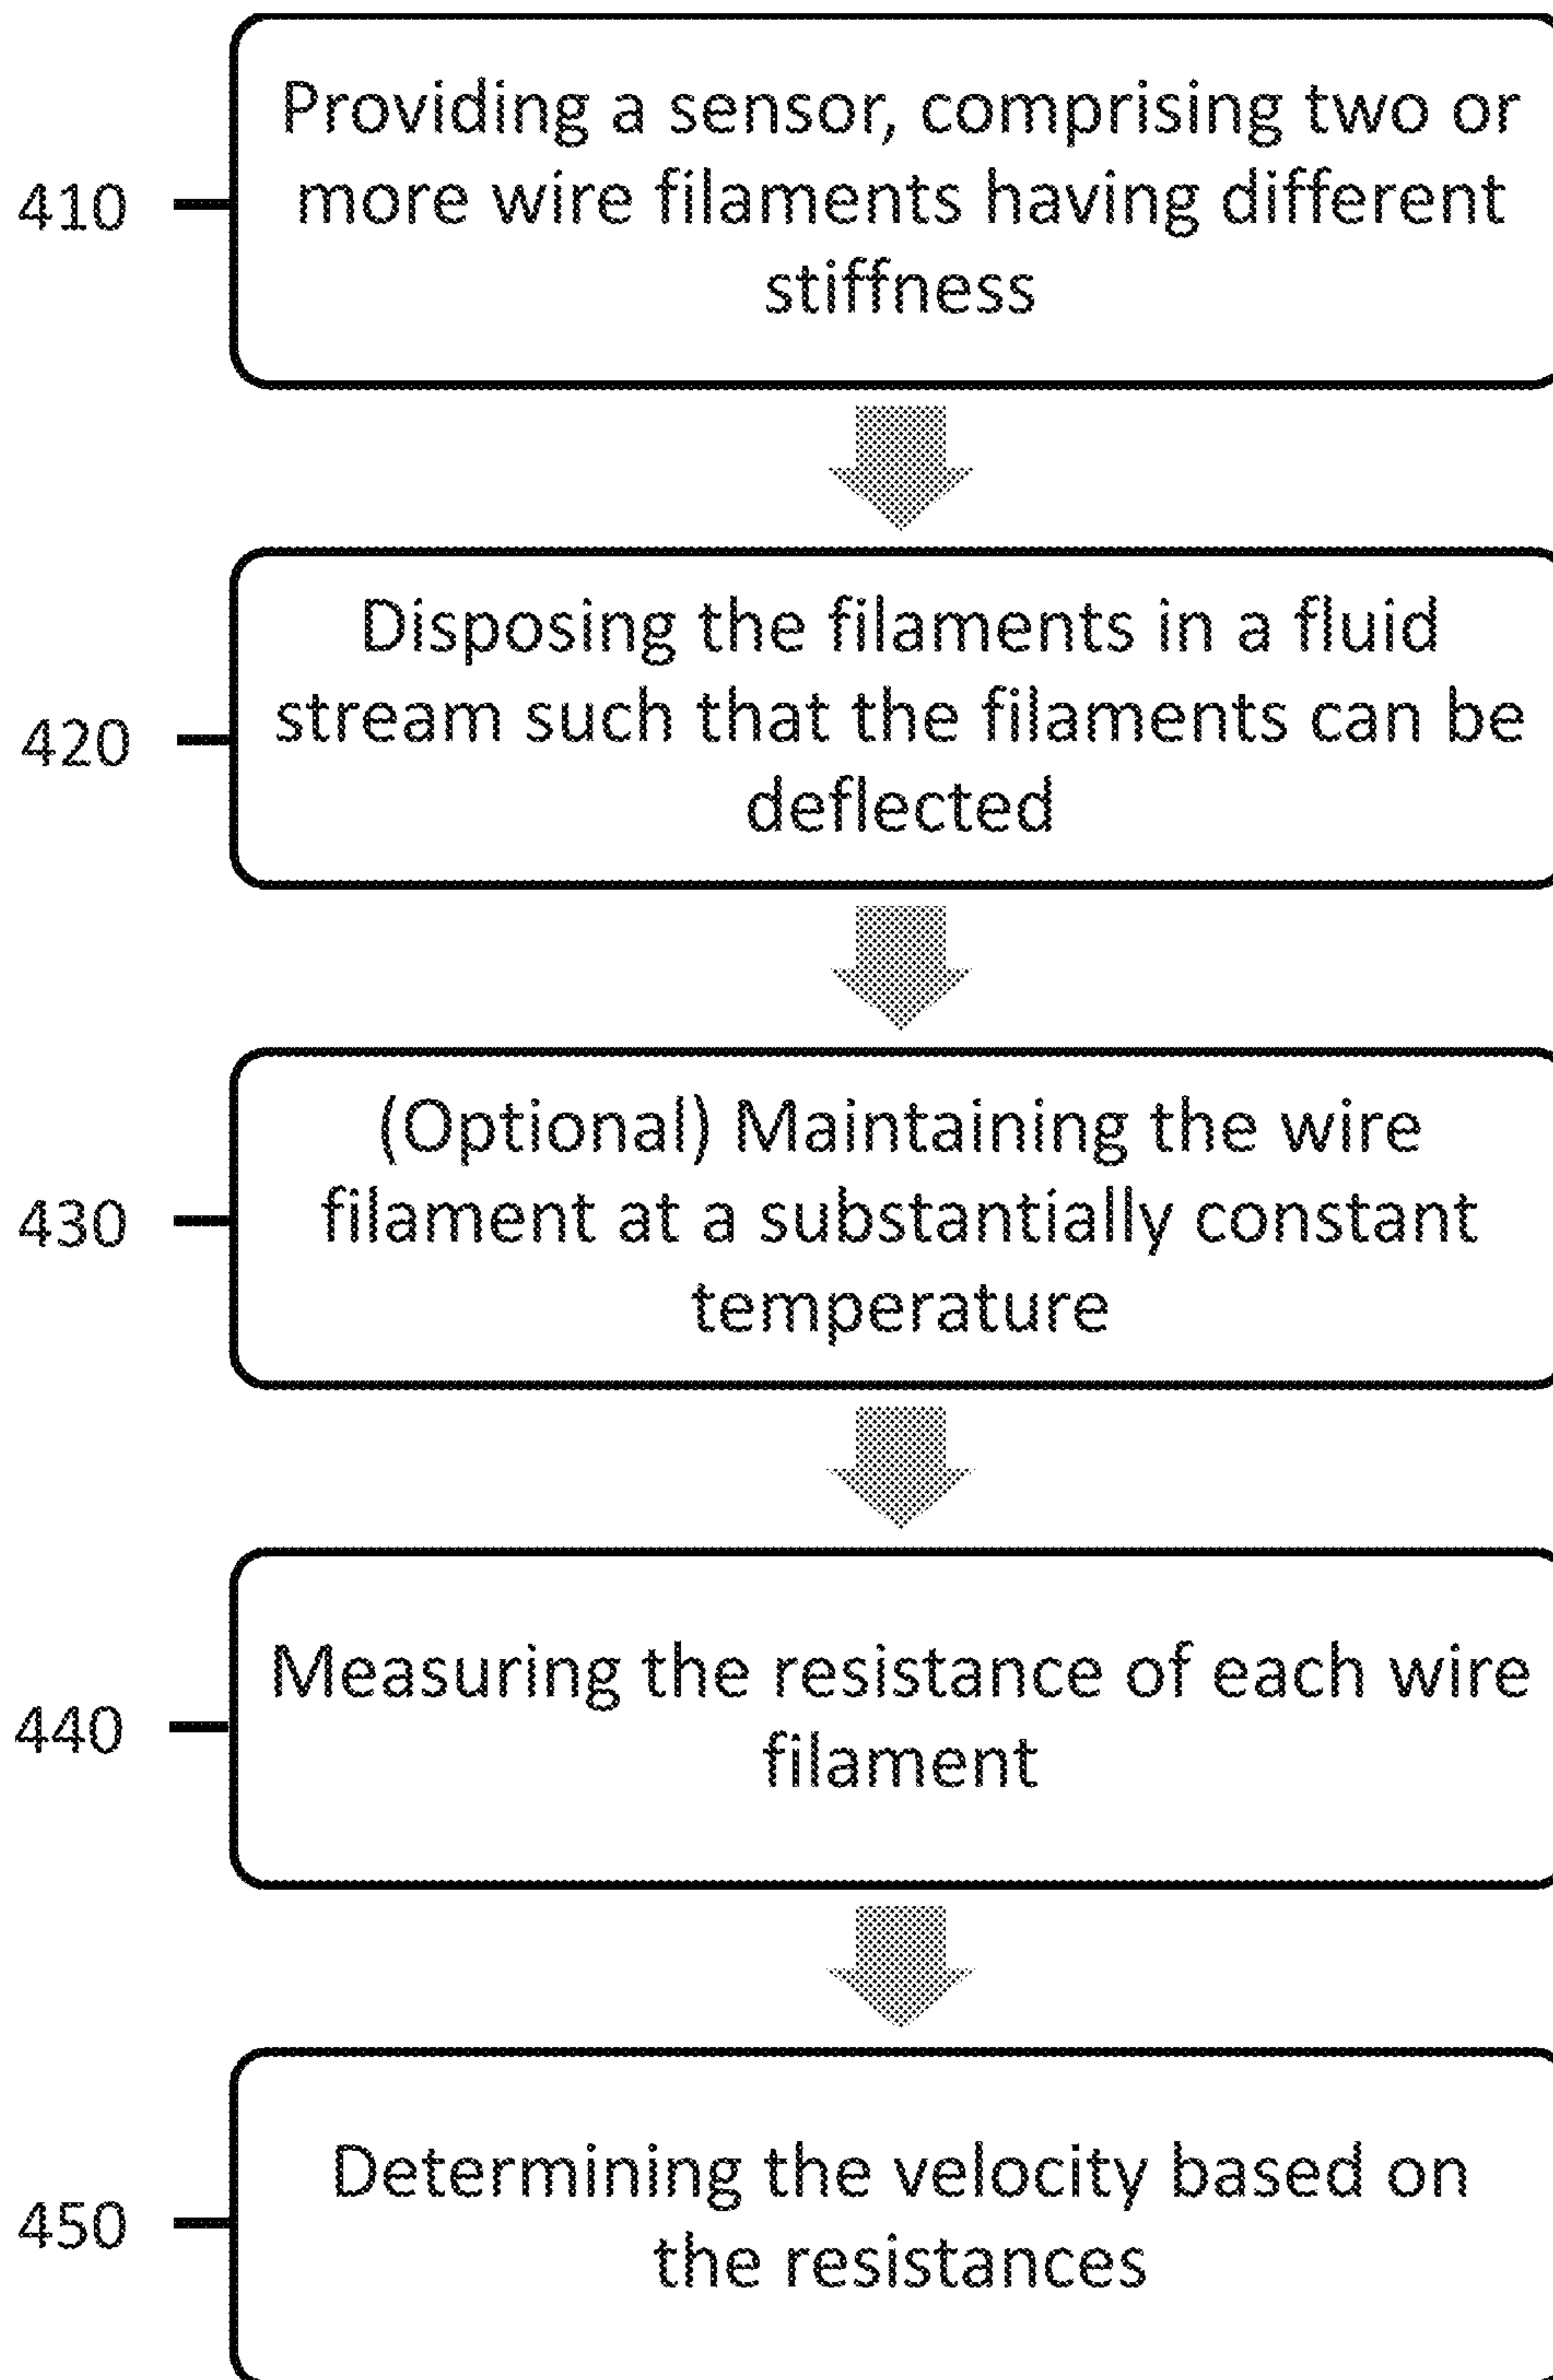 Providing a sensor, comprising two or
410
more wire filaments having different
stiffness
Disposing the filaments in a fluid
420
stream such that the filaments can be
deflected
(Optional) Maintaining the wire
430
filament at a substantially constant
temperature
Measuring the resistance of each wire
440
filament
Determining the velocity based on
450
the resistances